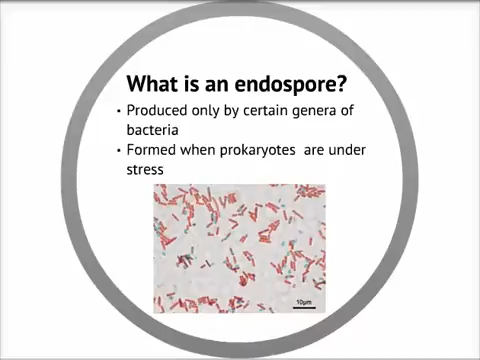 What is an endospore?
• Produced only by certain genera of
bacteria
• Formed when prokaryotes are under
stress
10µm